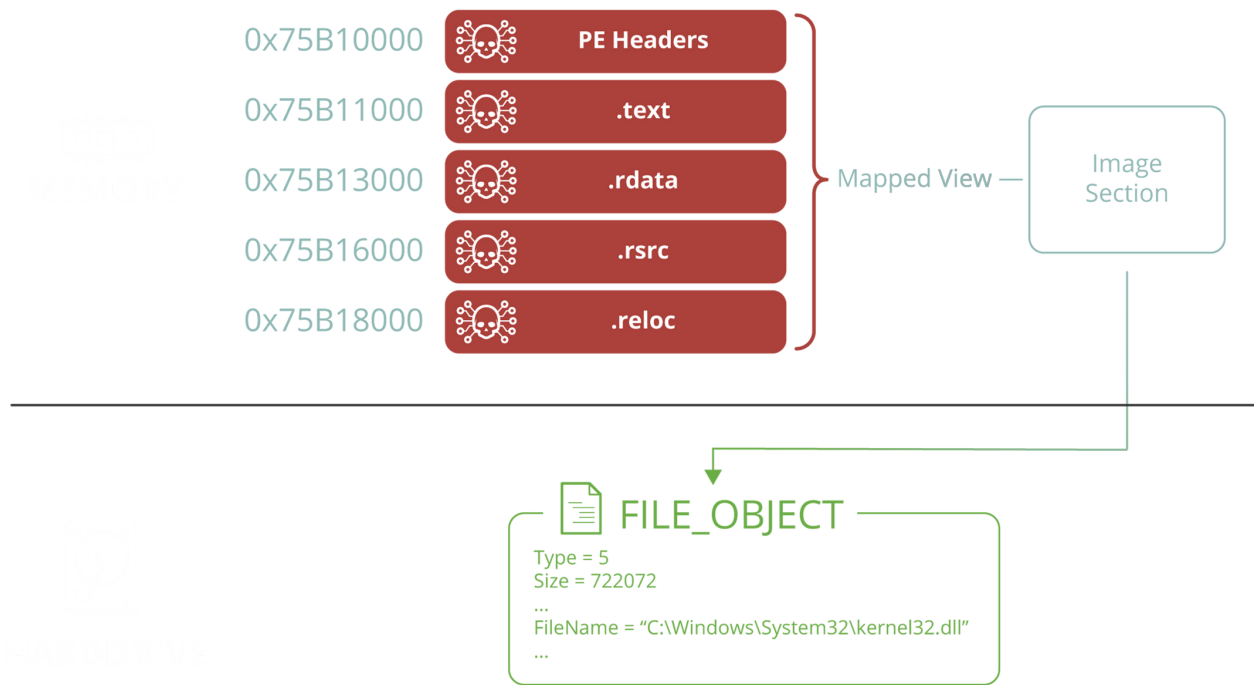 0x75B10000 PE Headers
0x75B11000 .text
0x75B13000 .rdata
0x75B16000 .rsrc
0x75B18000 .reloc
Mapped View
Image
Section
FILE_OBJECT
Type = 5
Size = 722072
...
FileName = “C:\Windows\System32\kernel32.dll”
...